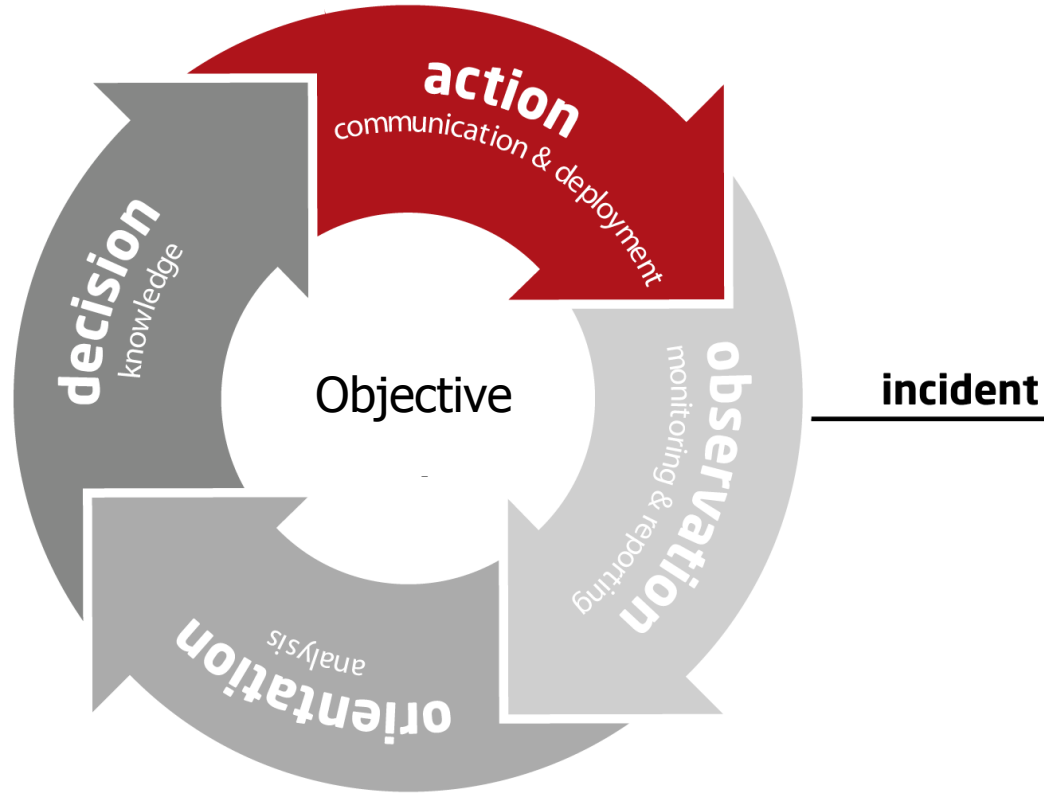 action
communication & deployment
decision
knowledge
Objective
observation
monitoring & reporting
incident
orientation
analysis